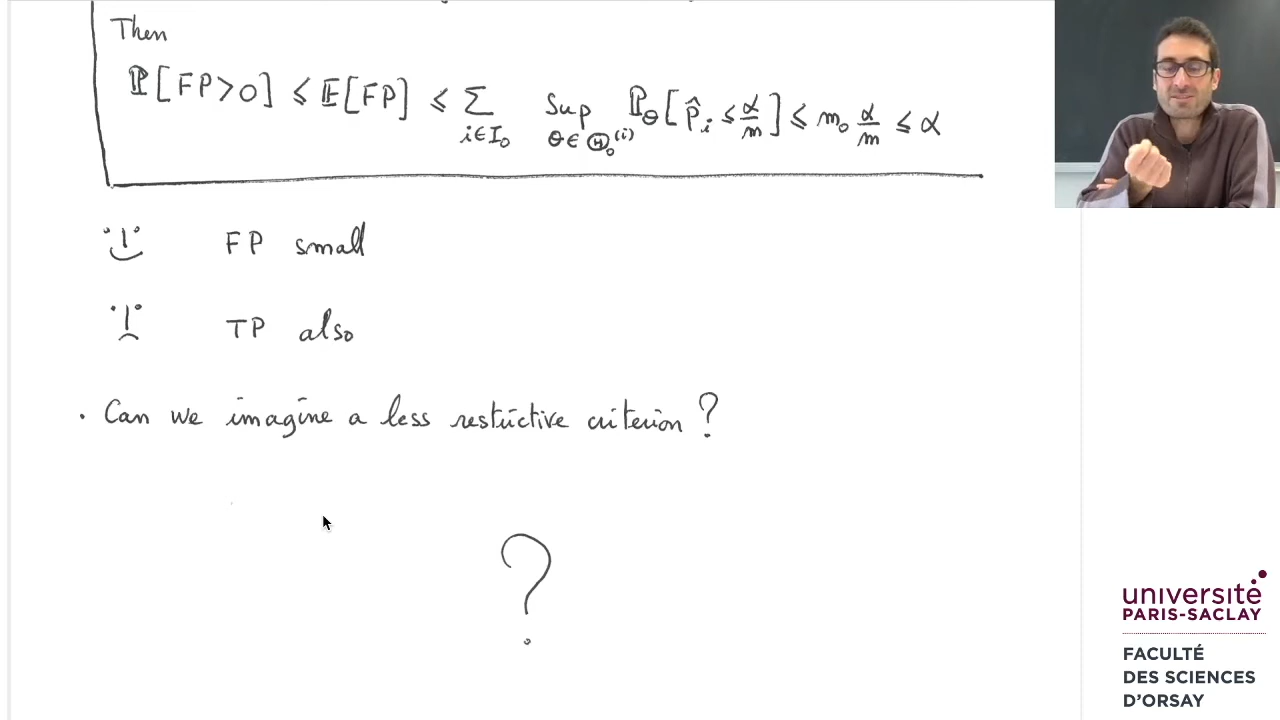 Then
ℙ[FP>0] ≤ 𝔼[FP] ≤ Σ_{i∈I₀} Sup_{θ∈Θ₀^{(i)}} ℙ_θ[p̂_i ≤ α/m] ≤ m₀ α/m ≤ α
FP small
TP also
. Can we imagine a less restrictive criterion ?
?
université
PARIS-SACLAY
FACULTÉ
DES SCIENCES
D'ORSAY